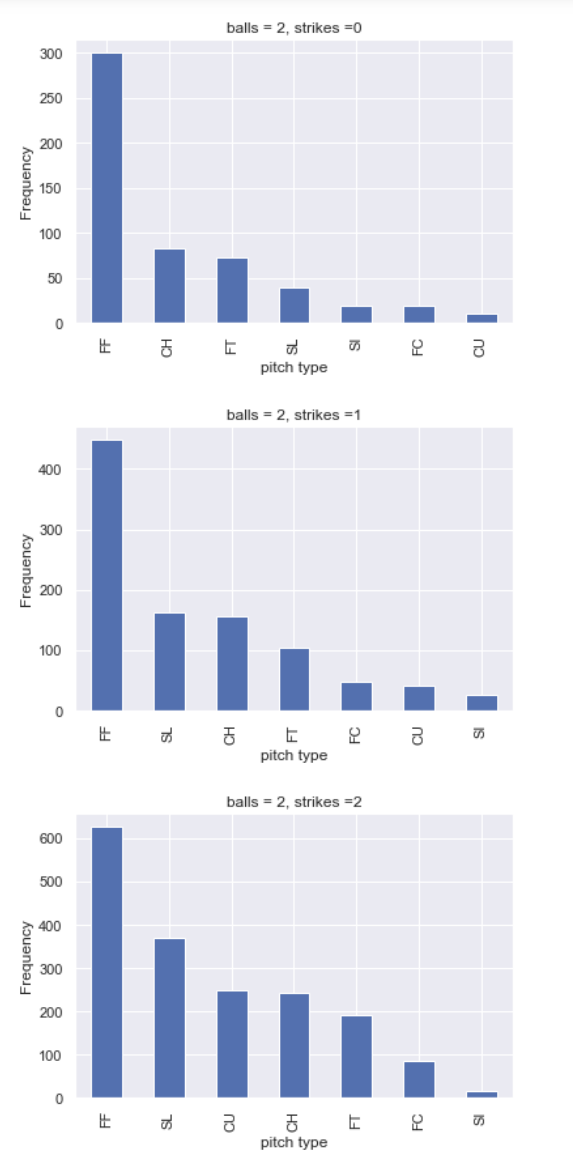 balls = 2, strikes =0
Frequency
300
250
200
150
100
50
0
FF CH FT SL SI FC CU
pitch type
balls = 2, strikes =1
Frequency
400
300
200
100
0
FF SL CH FT FC CU SI
pitch type
balls = 2, strikes =2
Frequency
600
500
400
300
200
100
0
FF SL CU CH FT FC SI
pitch type